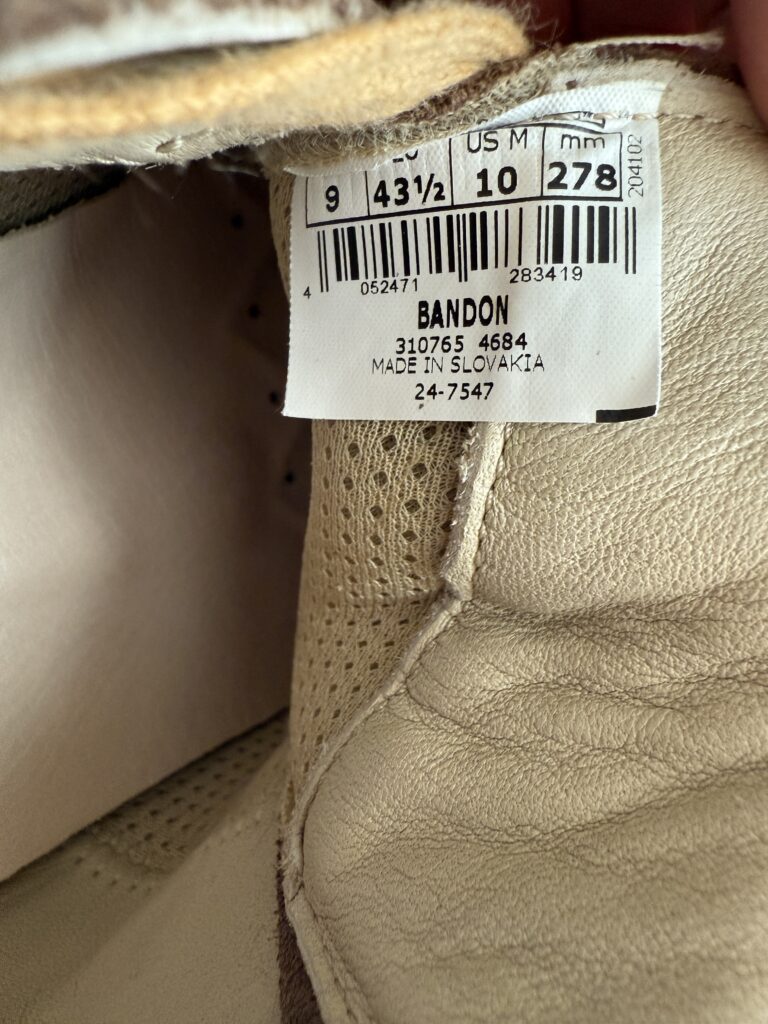 US M mm
9 43½ 10 278
204102
4 052471 283419
BANDON
310765 4684
MADE IN SLOVAKIA
24-7547